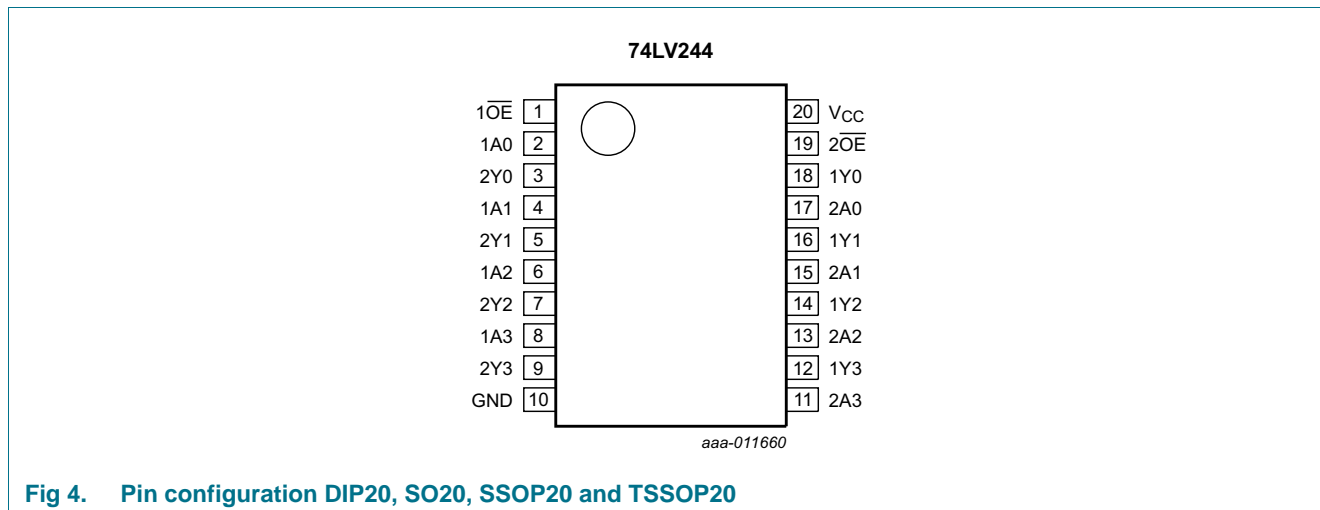 74LV244
1O̅E̅ 1 20 VCC
1A0 2 19 2O̅E̅
2Y0 3 18 1Y0
1A1 4 17 2A0
2Y1 5 16 1Y1
1A2 6 15 2A1
2Y2 7 14 1Y2
1A3 8 13 2A2
2Y3 9 12 1Y3
GND 10 11 2A3
aaa-011660
Fig 4. Pin configuration DIP20, SO20, SSOP20 and TSSOP20